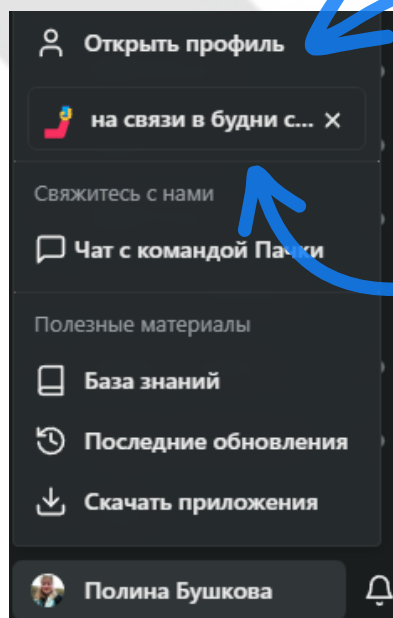 Открыть профиль
на связи в будни с...
Свяжитесь с нами
Чат с командой Пачки
Полезные материалы
База знаний
Последние обновления
Скачать приложения
Полина Бушкова